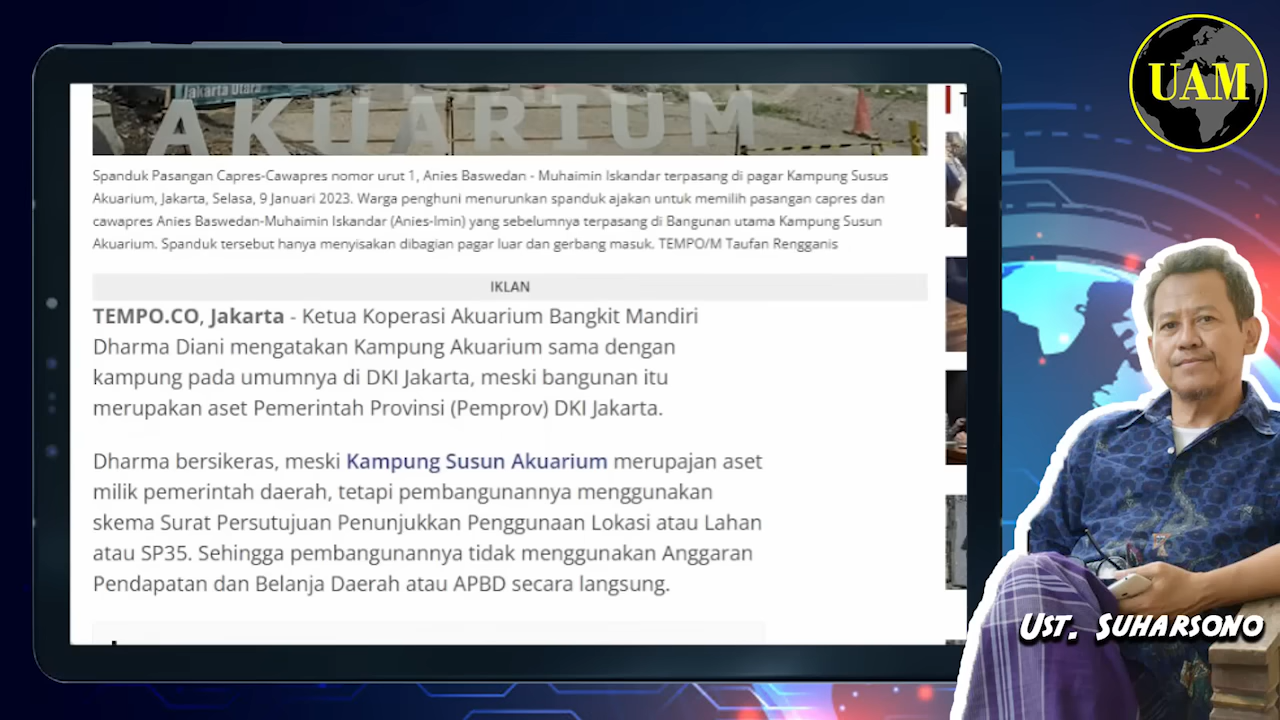 Jakarta Utara
AKUARIUM
UAM
Spanduk Pasangan Capres-Cawapres nomor urut 1, Anies Baswedan - Muhaimin Iskandar terpasang di pagar Kampung Susus
Akuarium, Jakarta, Selasa, 9 Januari 2023. Warga penghuni menurunkan spanduk ajakan untuk memilih pasangan capres dan
cawapres Anies Baswedan-Muhaimin Iskandar (Anies-Imin) yang sebelumnya terpasang di Bangunan utama Kampung Susun
Akuarium. Spanduk tersebut hanya menyisakan dibagian pagar luar dan gerbang masuk. TEMPO/M Taufan Rengganis
IKLAN
TEMPO.CO, Jakarta - Ketua Koperasi Akuarium Bangkit Mandiri
Dharma Diani mengatakan Kampung Akuarium sama dengan
kampung pada umumnya di DKI Jakarta, meski bangunan itu
merupakan aset Pemerintah Provinsi (Pemprov) DKI Jakarta.
Dharma bersikeras, meski Kampung Susun Akuarium merupajan aset
milik pemerintah daerah, tetapi pembangunannya menggunakan
skema Surat Persutujuan Penunjukkan Penggunaan Lokasi atau Lahan
atau SP35. Sehingga pembangunannya tidak menggunakan Anggaran
Pendapatan dan Belanja Daerah atau APBD secara langsung.
UST. SUHARSONO